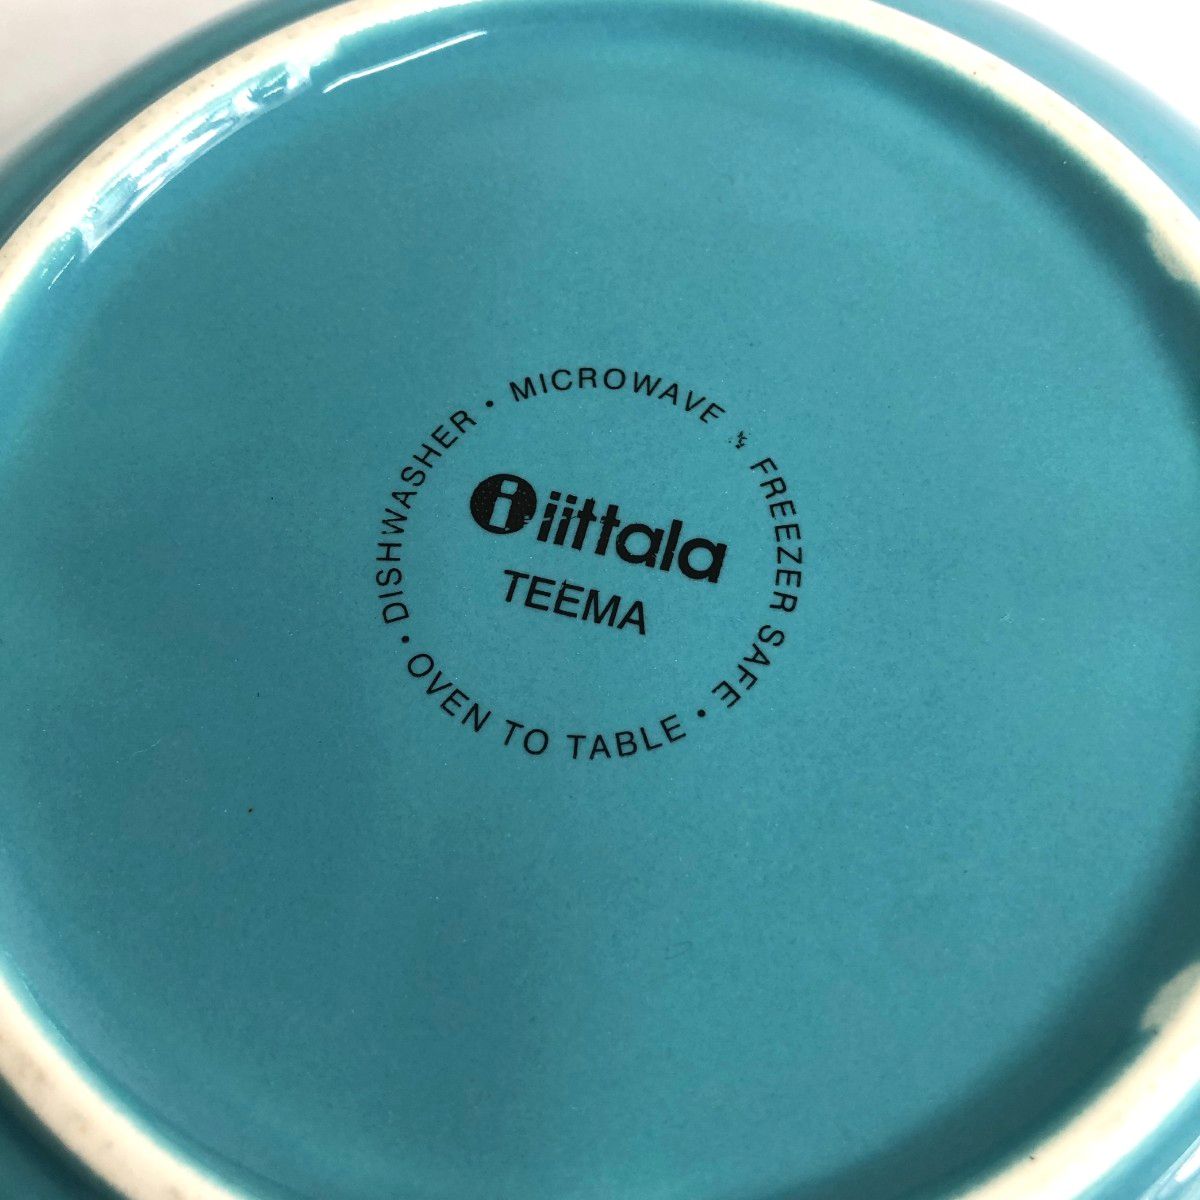 DISHWASHER • MICROWAVE & FREEZER SAFE • OVEN TO TABLE •
i iittala
TEEMA